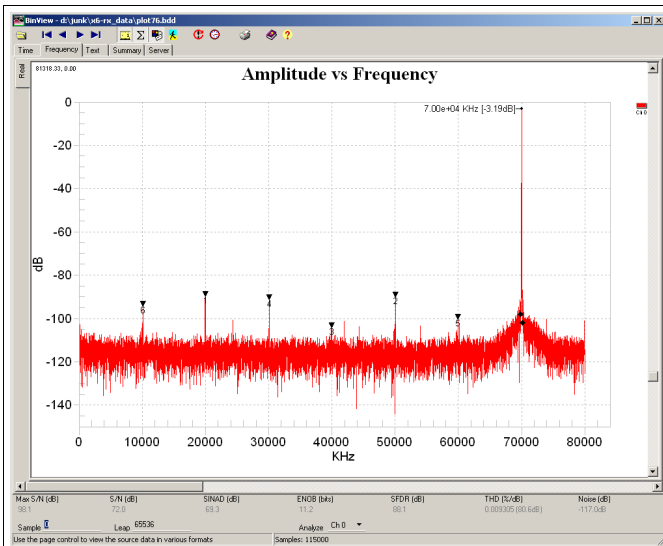 BinView - d:\junk\x6-rx_data\plot76.bdd
Time Frequency Text Summary Server
Real
81318.33, 0.00
Amplitude vs Frequency
7.00e+04 KHz [-3.19dB]
Ch 0
0
-20
-40
-60
-80
-100
-120
-140
dB
6
1
4
3
2
5
0 10000 20000 30000 40000 50000 60000 70000 80000
KHz
Max S/N (dB) S/N (dB) SINAD (dB) ENOB (bits) SFDR (dB) THD (%/dB) Noise (dB)
98.1 72.0 69.3 11.2 88.1 0.009305 (80.6dB) -117.0dB
Sample 0 Leap 65536 Analyze Ch 0
Use the page control to view the source data in various formats Samples: 115000